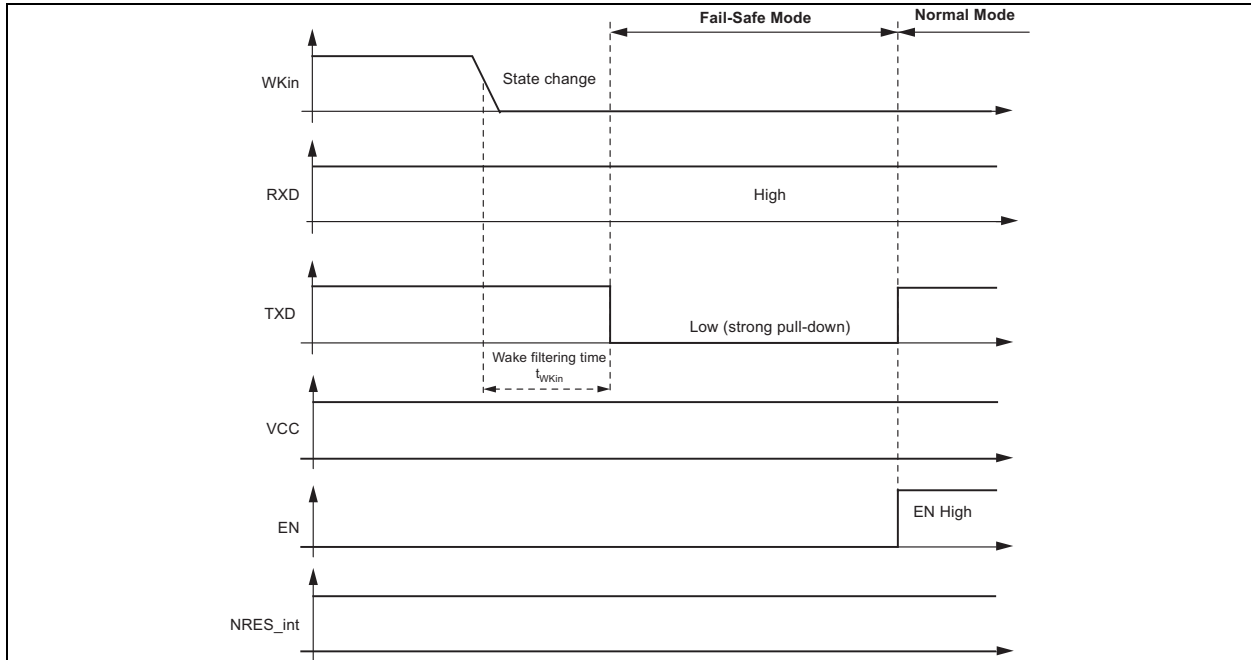 Fail-Safe Mode
Normal Mode
WKin
State change
RXD
High
TXD
Low (strong pull-down)
Wake filtering time
tWKin
VCC
EN
EN High
NRES_int